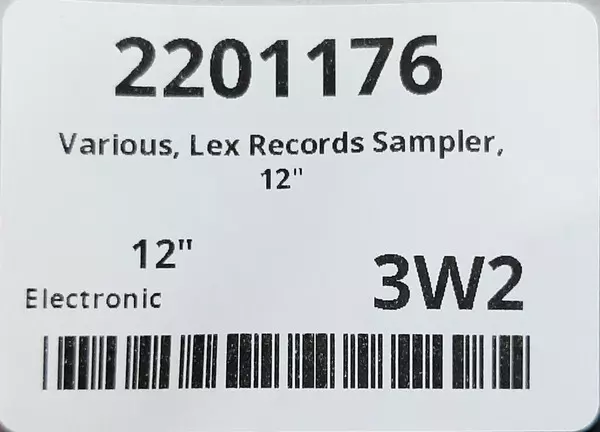 2201176
Various, Lex Records Sampler,
12"
12"
Electronic
3W2